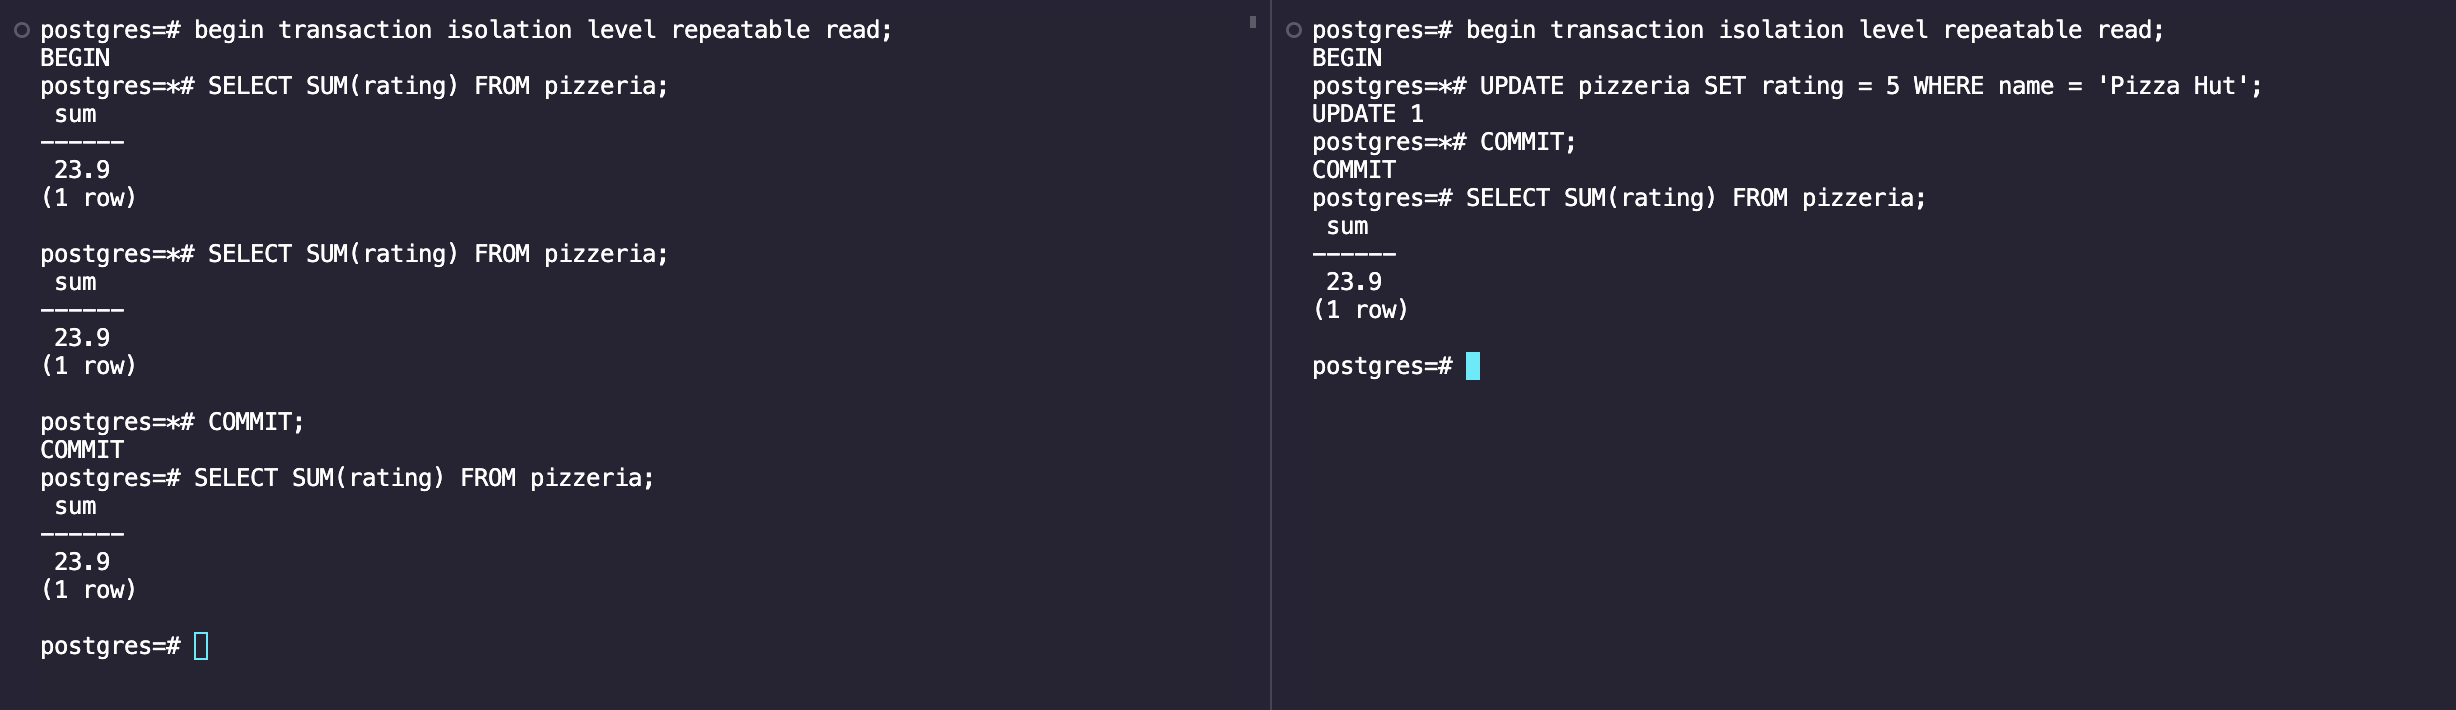 postgres=# begin transaction isolation level repeatable read;
BEGIN
postgres=*# SELECT SUM(rating) FROM pizzeria;
 sum
------
 23.9
(1 row)

postgres=*# SELECT SUM(rating) FROM pizzeria;
 sum
------
 23.9
(1 row)

postgres=*# COMMIT;
COMMIT
postgres=# SELECT SUM(rating) FROM pizzeria;
 sum
------
 23.9
(1 row)

postgres=#
postgres=# begin transaction isolation level repeatable read;
BEGIN
postgres=*# UPDATE pizzeria SET rating = 5 WHERE name = 'Pizza Hut';
UPDATE 1
postgres=*# COMMIT;
COMMIT
postgres=# SELECT SUM(rating) FROM pizzeria;
 sum
------
 23.9
(1 row)

postgres=#